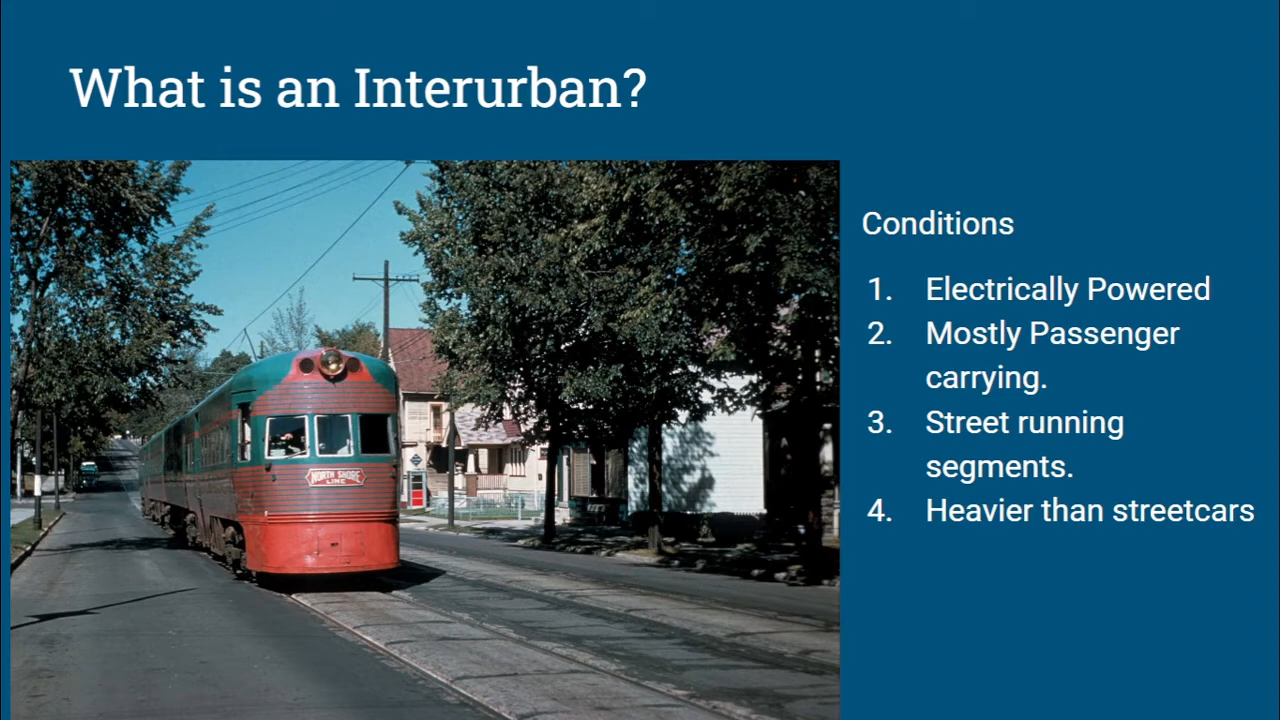 What is an Interurban?
NORTH SHORE
LINE
Conditions
1. Electrically Powered
2. Mostly Passenger
carrying.
3. Street running
segments.
4. Heavier than streetcars